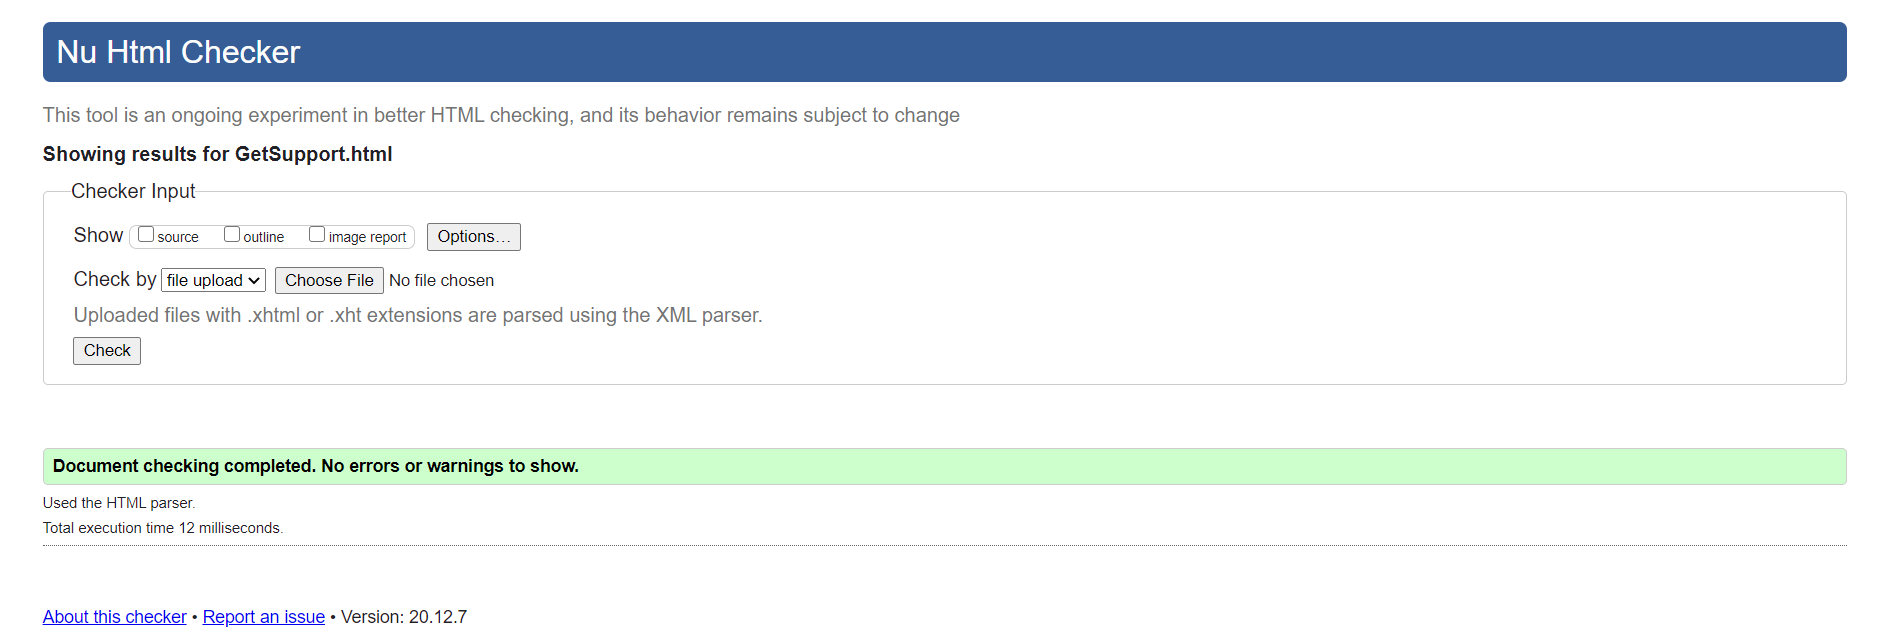 Nu Html Checker
This tool is an ongoing experiment in better HTML checking, and its behavior remains subject to change
Showing results for GetSupport.html
Checker Input
Show source outline image report Options...
Check by file upload Choose File No file chosen
Uploaded files with .xhtml or .xht extensions are parsed using the XML parser.
Check
Document checking completed. No errors or warnings to show.
Used the HTML parser.
Total execution time 12 milliseconds.
About this checker • Report an issue • Version: 20.12.7